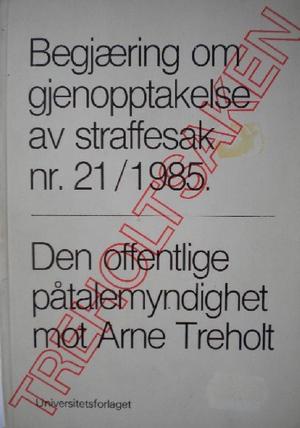 Begjæring om
gjenopptakelse
av straffesak
nr. 21/1985.
Den offentlige
påtalemyndighet
mot Arne Treholt
TREHOLTSAKEN
Universitetsforlaget